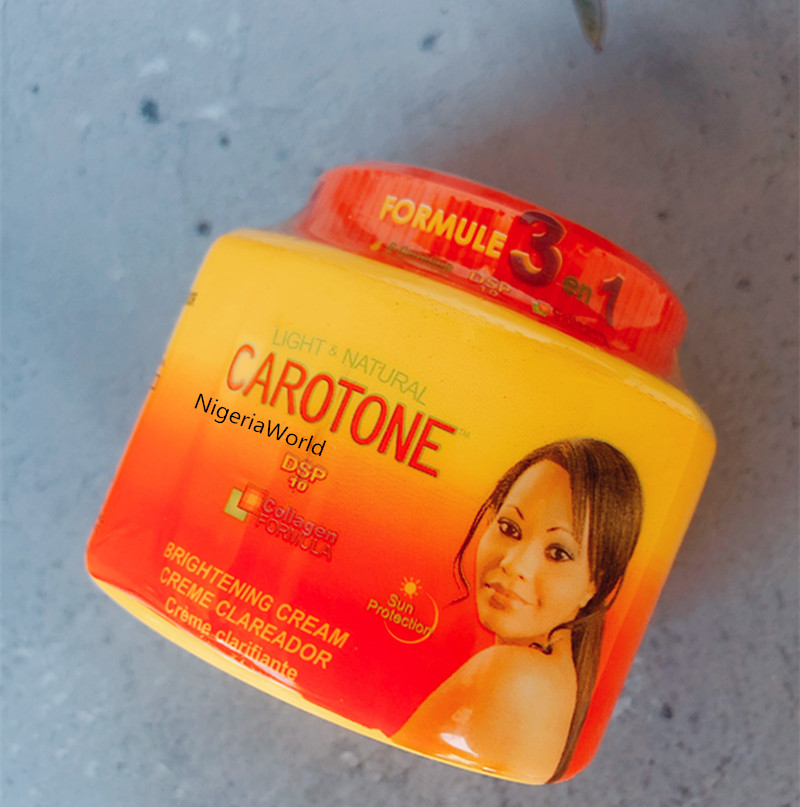 FORMULE 3 en 1
DSP
10
LIGHT & NATURAL
CAROTONE™
NigeriaWorld
DSP
10
Collagen
FORMULA
Sun
Protection
BRIGHTENING CREAM
CREME CLAREADOR
Crème clarifiante